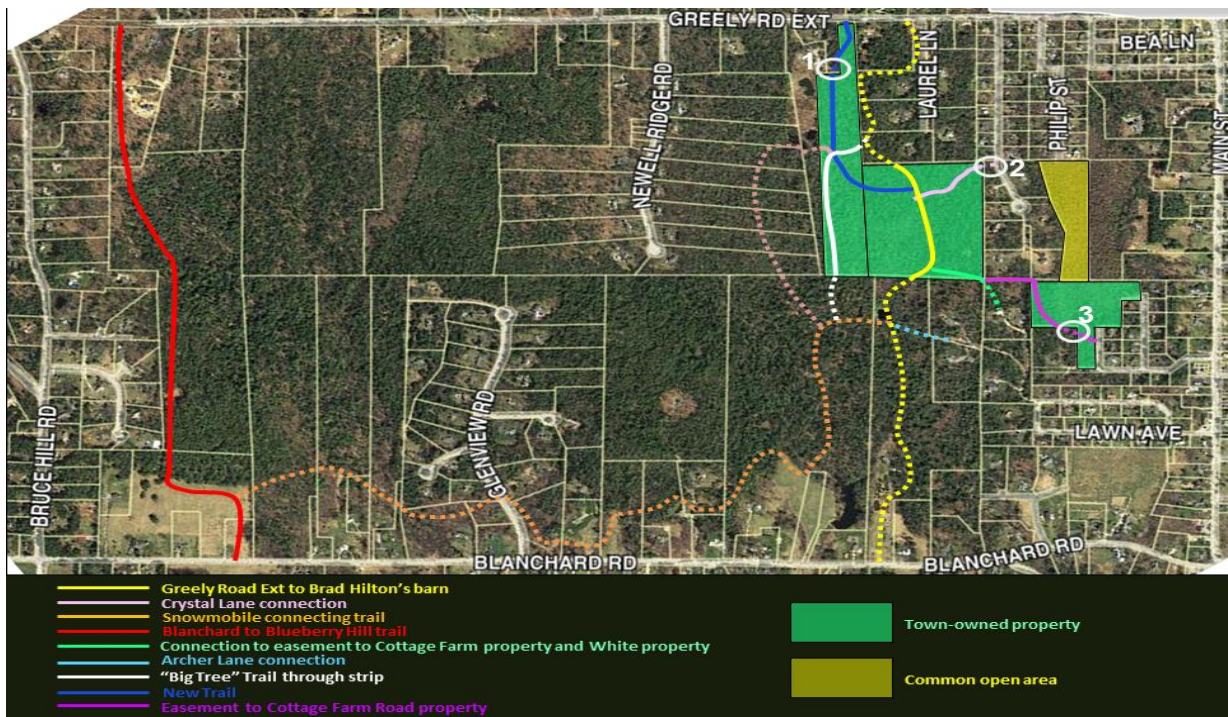 GREELY RD EXT
BEA LN
1
LAUREL LN
PHILIP ST
MAIN ST
NEWELL RIDGE RD
2
3
GLENVIEW RD
BRUCE HILL RD
LAWN AVE
BLANCHARD RD
BLANCHARD RD
Greely Road Ext to Brad Hilton's barn
Crystal Lane connection
Snowmobile connecting trail
Blanchard to Blueberry Hill trail
Connection to easement to Cottage Farm property and White property
Archer Lane connection
"Big Tree" Trail through strip
New Trail
Easement to Cottage Farm Road property
Town-owned property
Common open area